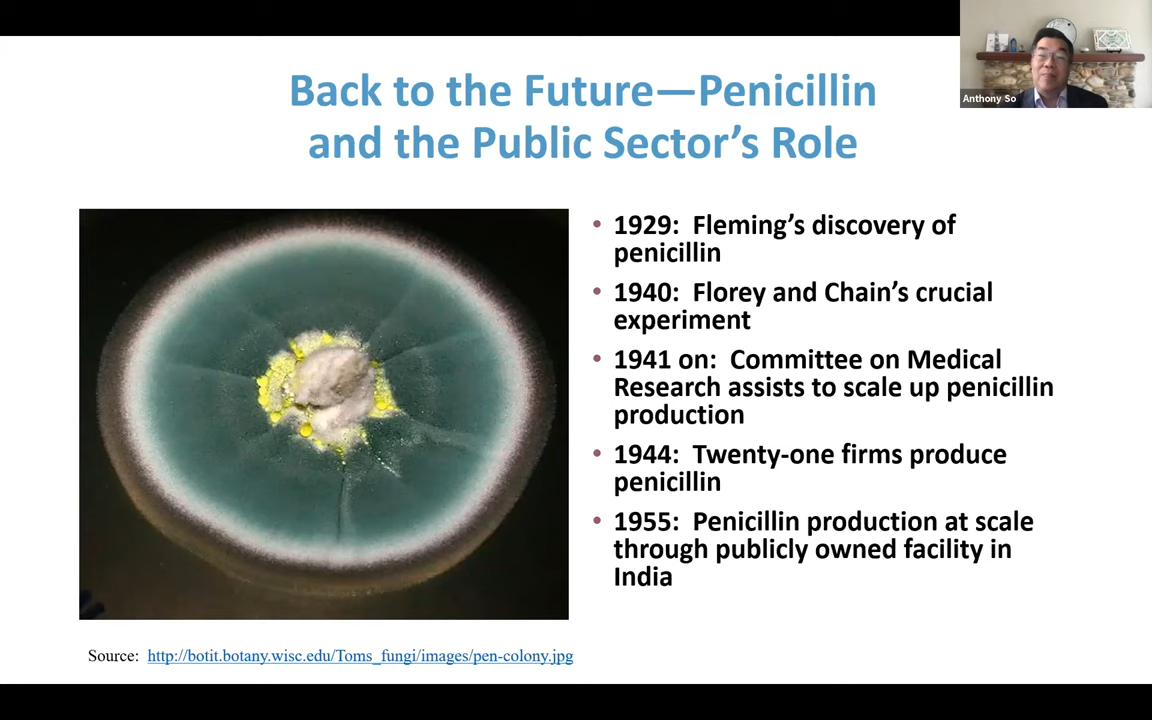 Back to the Future—Penicillin
and the Public Sector's Role
Anthony So
• 1929:  Fleming's discovery of
penicillin
• 1940:  Florey and Chain's crucial
experiment
• 1941 on:  Committee on Medical
Research assists to scale up penicillin
production
• 1944:  Twenty-one firms produce
penicillin
• 1955:  Penicillin production at scale
through publicly owned facility in
India
Source:  http://botit.botany.wisc.edu/Toms_fungi/images/pen-colony.jpg